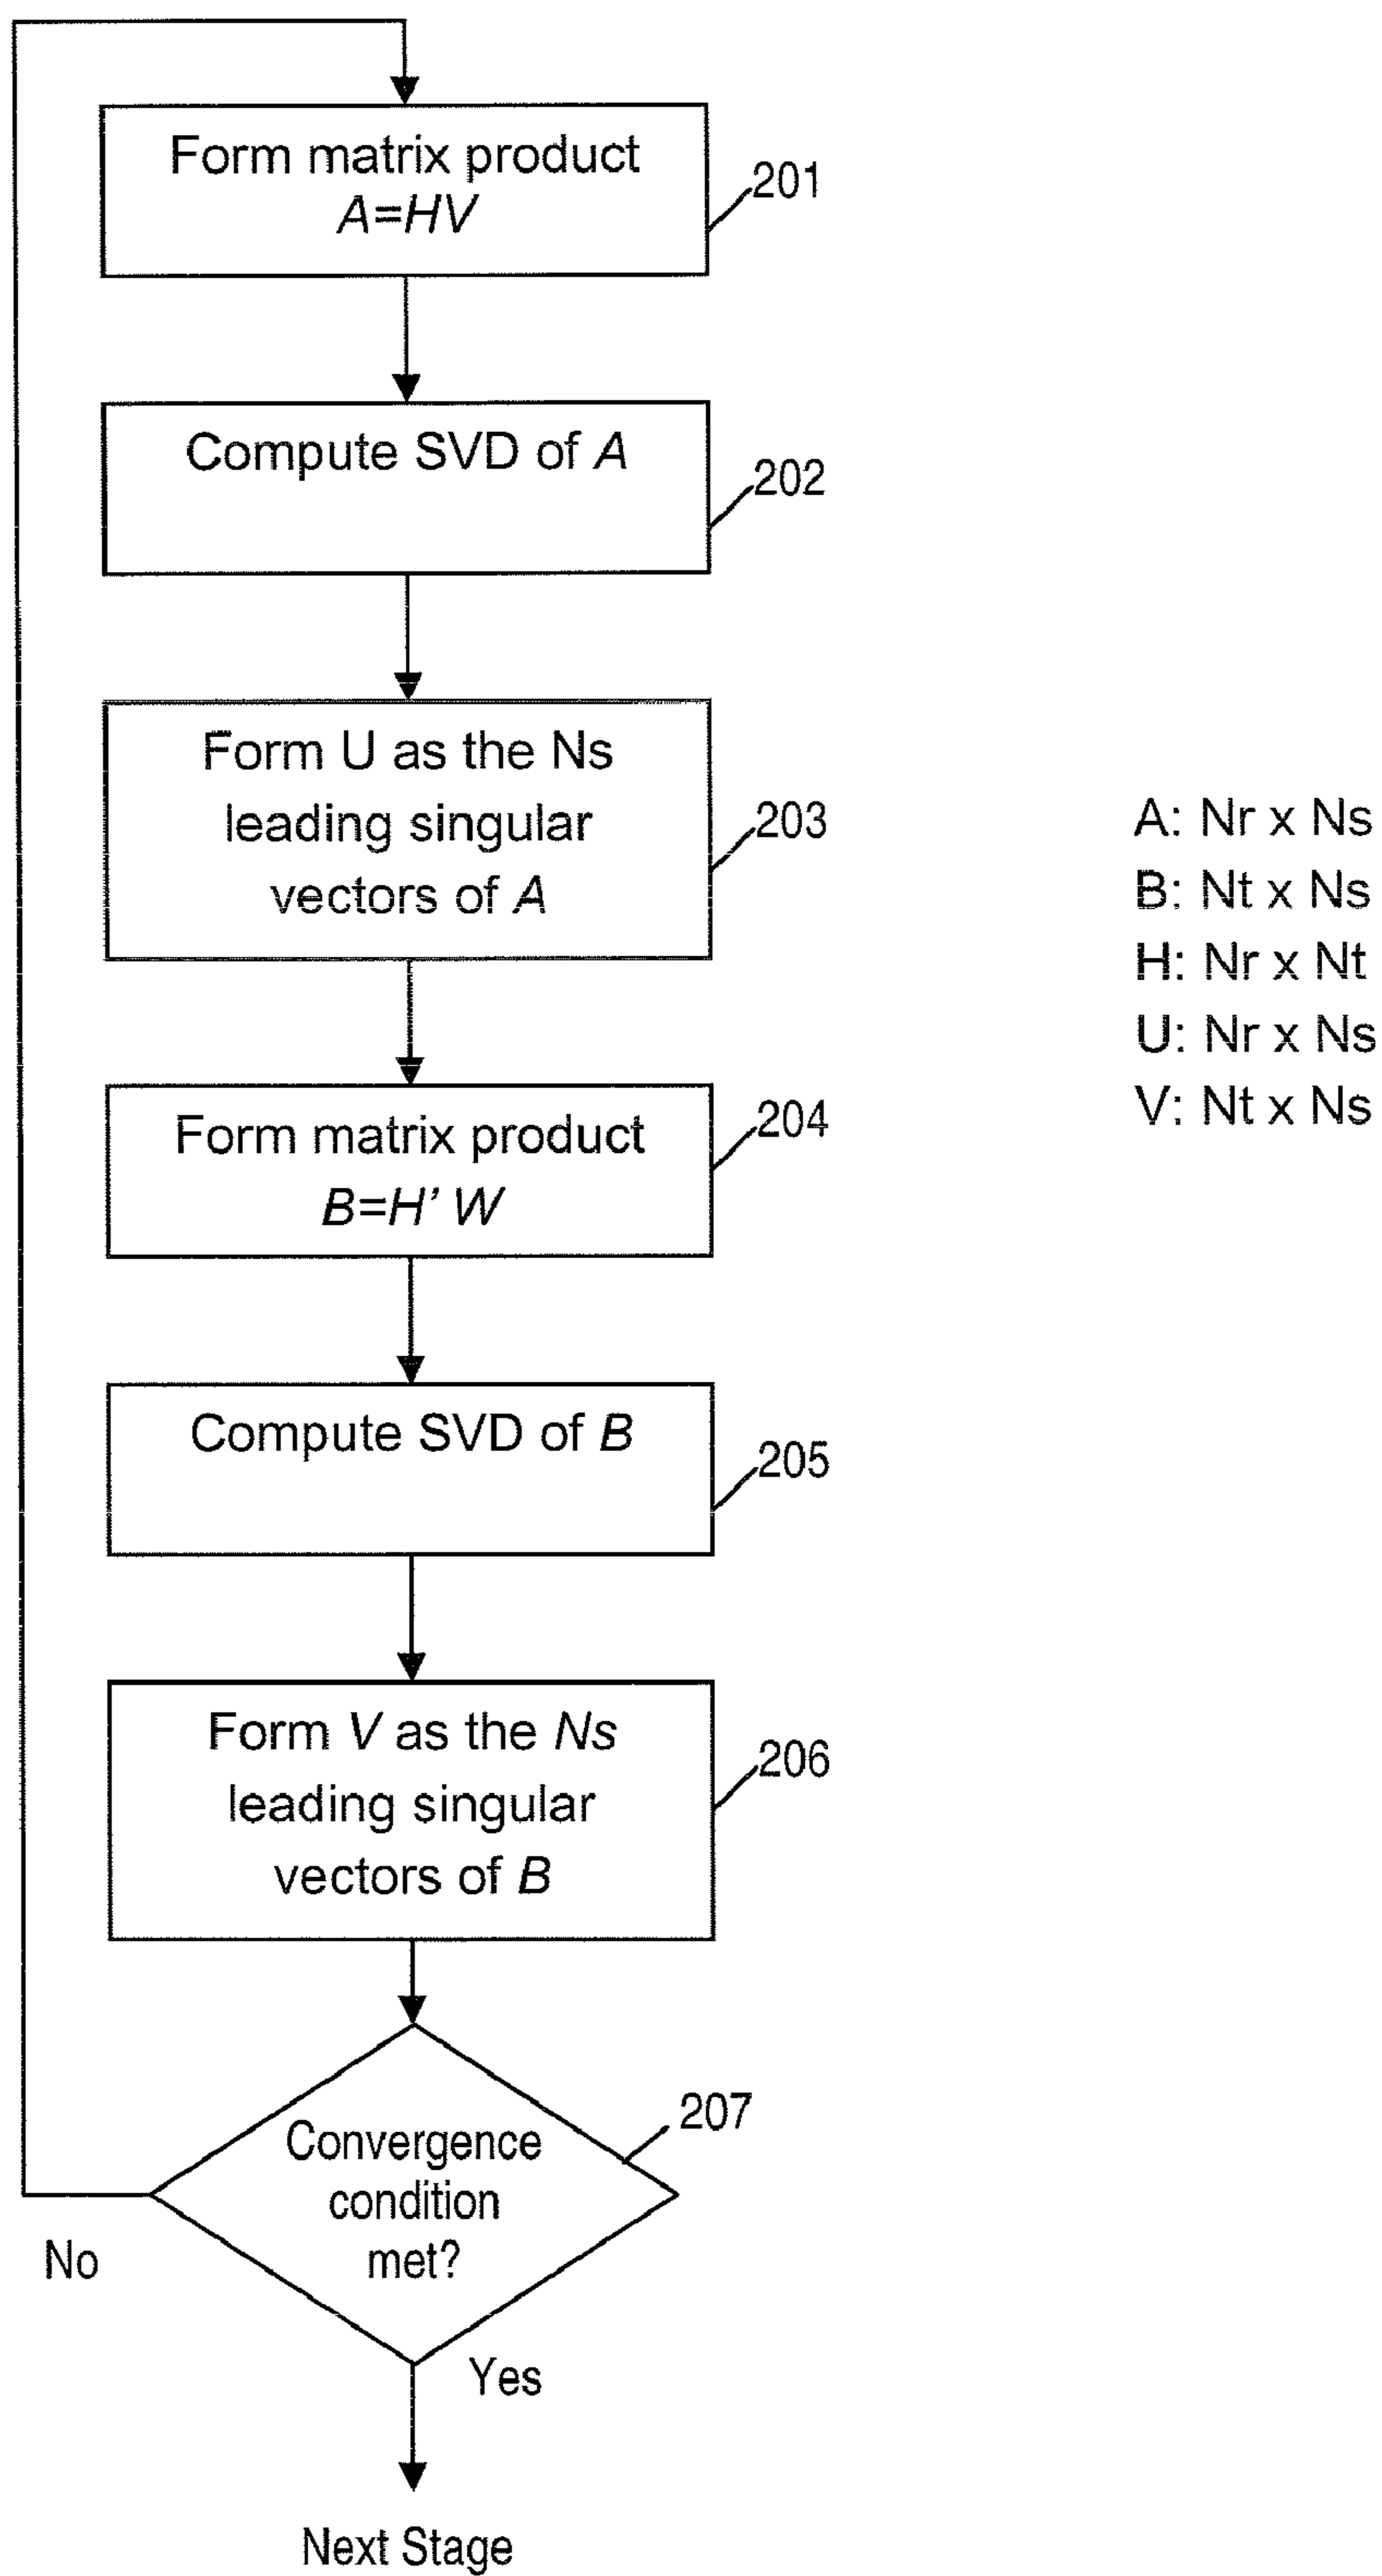 Form matrix product
A=HV
201
Compute SVD of A
202
Form U as the Ns
leading singular
vectors of A
203
A: Nr x Ns
B: Nt x Ns
H: Nr x Nt
U: Nr x Ns
V: Nt x Ns
Form matrix product
B=H’ W
204
Compute SVD of B
205
Form V as the Ns
leading singular
vectors of B
206
Convergence
condition
met?
207
No
Yes
Next Stage